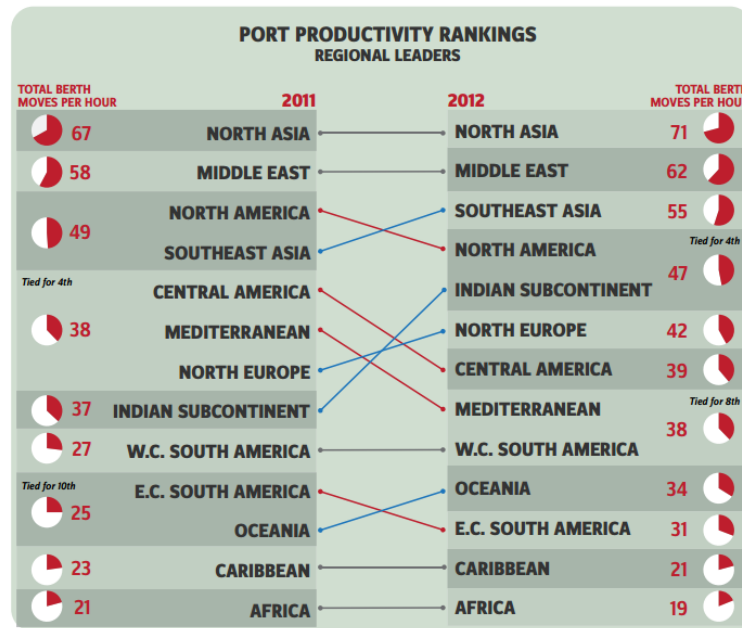 PORT PRODUCTIVITY RANKINGS
REGIONAL LEADERS
TOTAL BERTH
MOVES PER HOUR
2011
67 NORTH ASIA
58 MIDDLE EAST
49
NORTH AMERICA
SOUTHEAST ASIA
Tied for 4th
38
CENTRAL AMERICA
MEDITERRANEAN
NORTH EUROPE
37 INDIAN SUBCONTINENT
27 W.C. SOUTH AMERICA
Tied for 10th
25
E.C. SOUTH AMERICA
OCEANIA
23 CARIBBEAN
21 AFRICA
2012
TOTAL BERTH
MOVES PER HOU
NORTH ASIA 71
MIDDLE EAST 62
SOUTHEAST ASIA 55
NORTH AMERICA
INDIAN SUBCONTINENT
Tied for 4th
47
NORTH EUROPE 42
CENTRAL AMERICA 39
MEDITERRANEAN
W.C. SOUTH AMERICA
Tied for 8th
38
OCEANIA 34
E.C. SOUTH AMERICA 31
CARIBBEAN 21
AFRICA 19